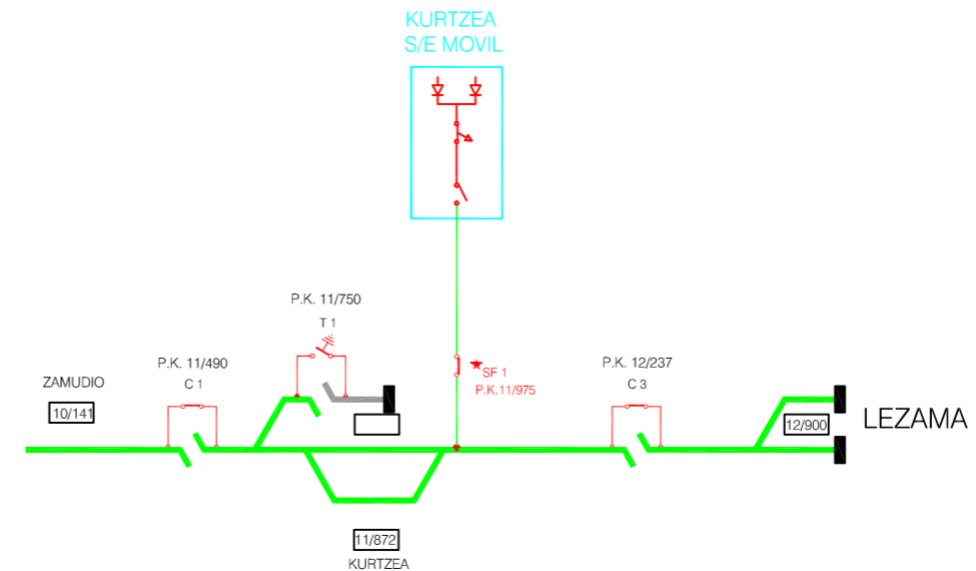 KURTZEA
S/E MOVIL
P.K. 11/750
T 1
P.K. 11/490
C 1
ZAMUDIO
10/141
SF 1
P.K.11/975
P.K. 12/237
C 3
12/900
LEZAMA
11/872
KURTZEA